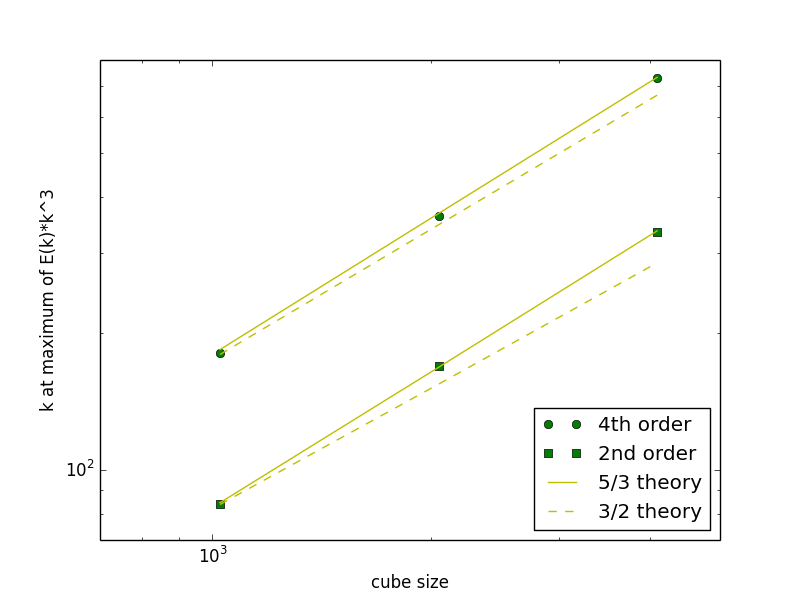 k at maximum of E(k)*k^3
10^2
4th order
2nd order
5/3 theory
3/2 theory
10^3
cube size